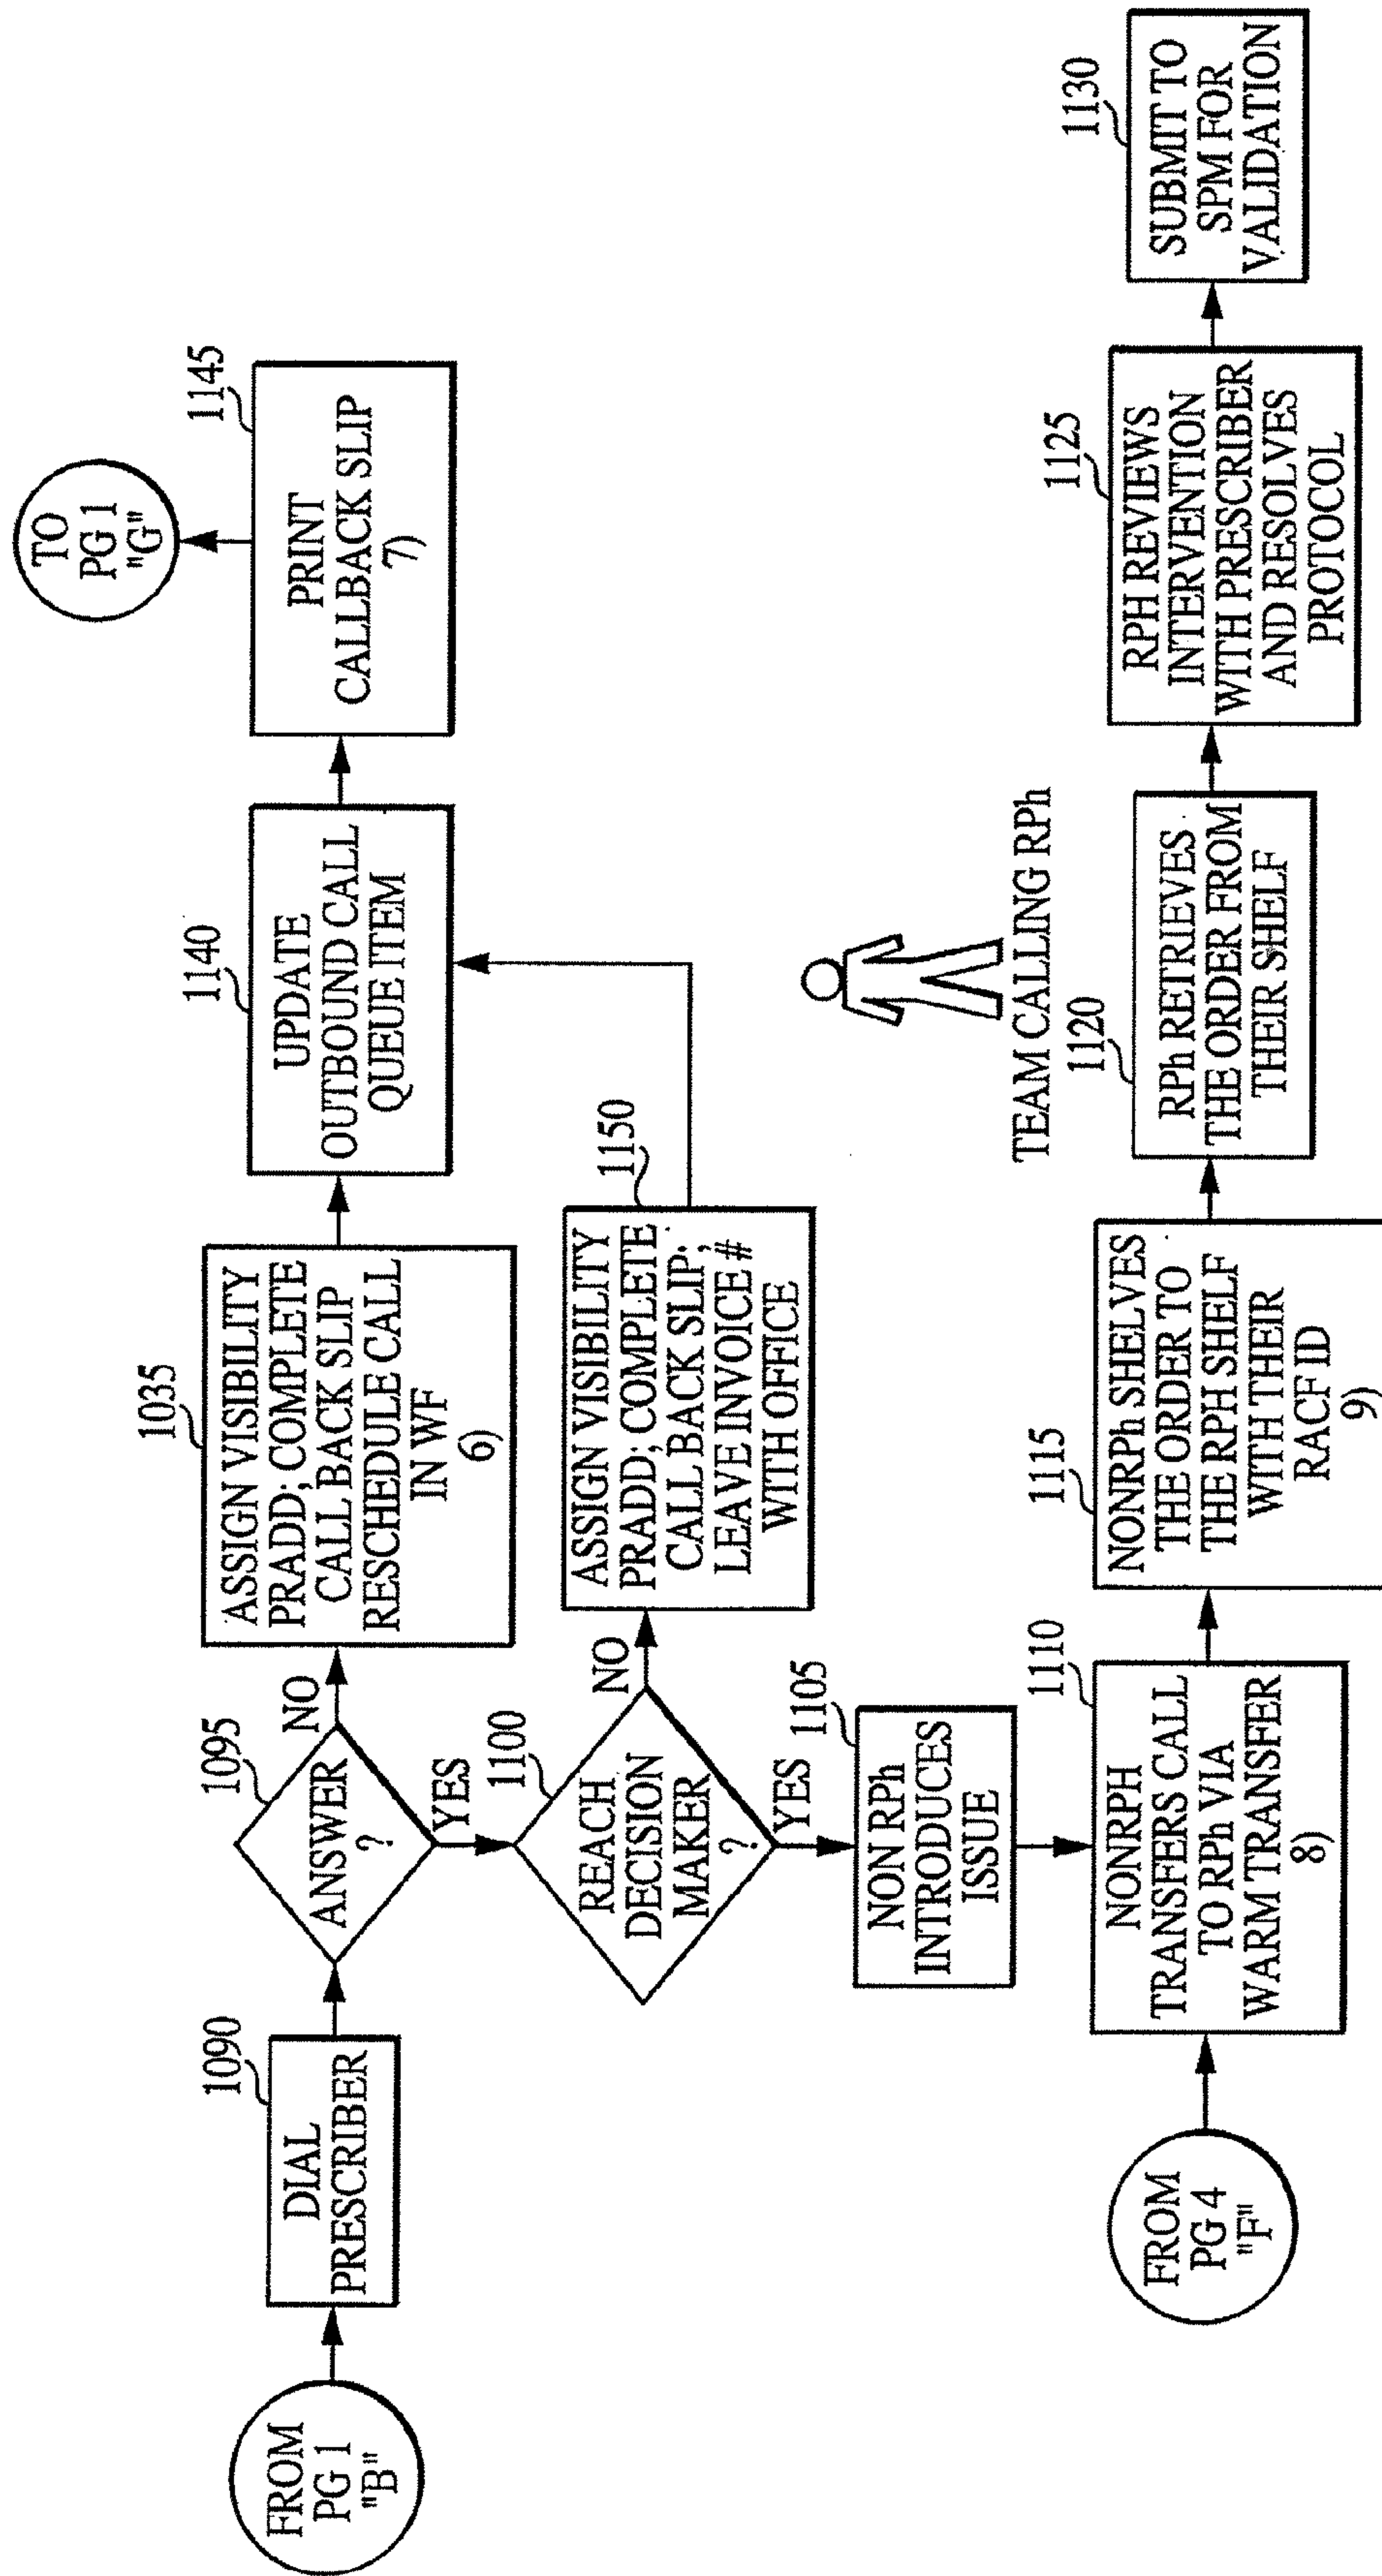 FROM
PG 1
"B"
1090
DIAL
PRESCRIBER
1095
ANSWER
?
NO
YES
1035
ASSIGN VISIBILITY
PRADD; COMPLETE
CALL BACK SLIP
RESCHEDULE CALL
IN WF
6)
1140
UPDATE
OUTBOUND CALL
QUEUE ITEM
1145
PRINT
CALLBACK SLIP
7)
TO
PG 1
"G"
1100
REACH
DECISION
MAKER
?
NO
YES
1150
ASSIGN VISIBILITY
PRADD; COMPLETE
CALL BACK SLIP;
LEAVE INVOICE #
WITH OFFICE
1105
NON RPh
INTRODUCES
ISSUE
TEAM CALLING RPh
FROM
PG 4
"F"
1110
NONRPH
TRANSFERS CALL
TO RPh VIA
WARM TRANSFER
8)
1115
NONRPh SHELVES
THE ORDER TO
THE RPH SHELF
WITH THEIR
RACF ID
9)
1120
RPh RETRIEVES
THE ORDER FROM
THEIR SHELF
1125
RPH REVIEWS
INTERVENTION
WITH PRESCRIBER
AND RESOLVES
PROTOCOL
1130
SUBMIT TO
SPM FOR
VALIDATION